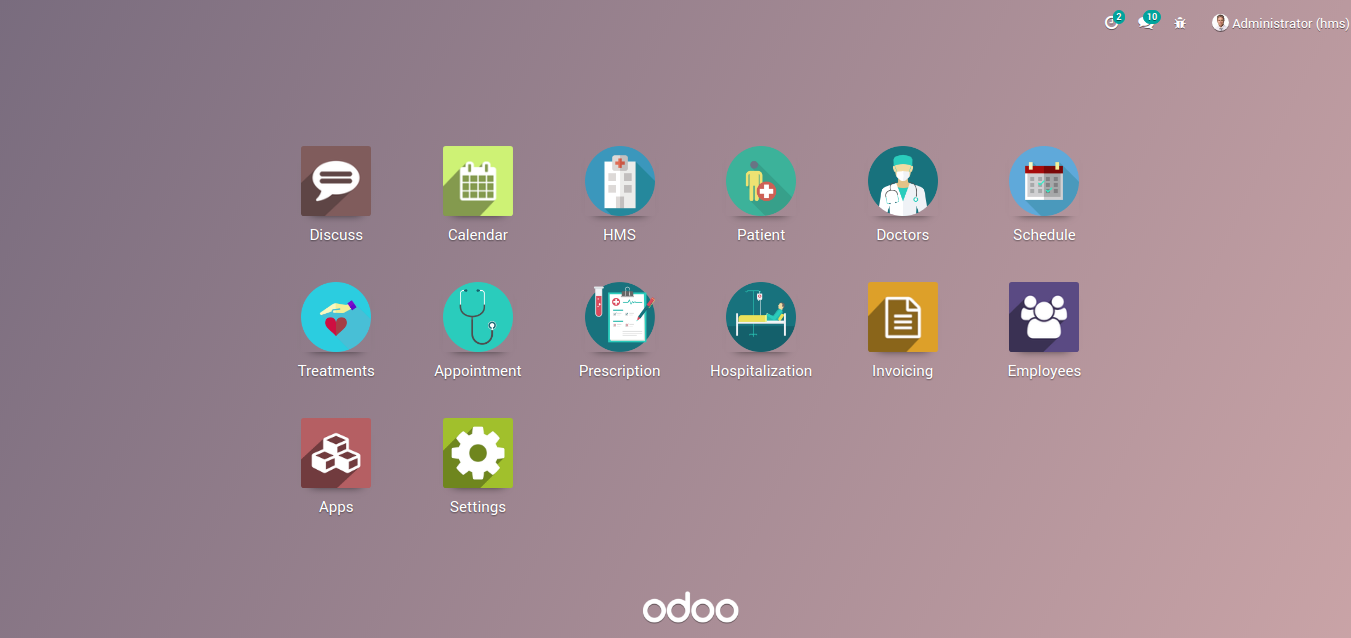 2 10 Administrator (hms)
Discuss Calendar HMS Patient Doctors Schedule
Treatments Appointment Prescription Hospitalization Invoicing Employees
Apps Settings
odoo